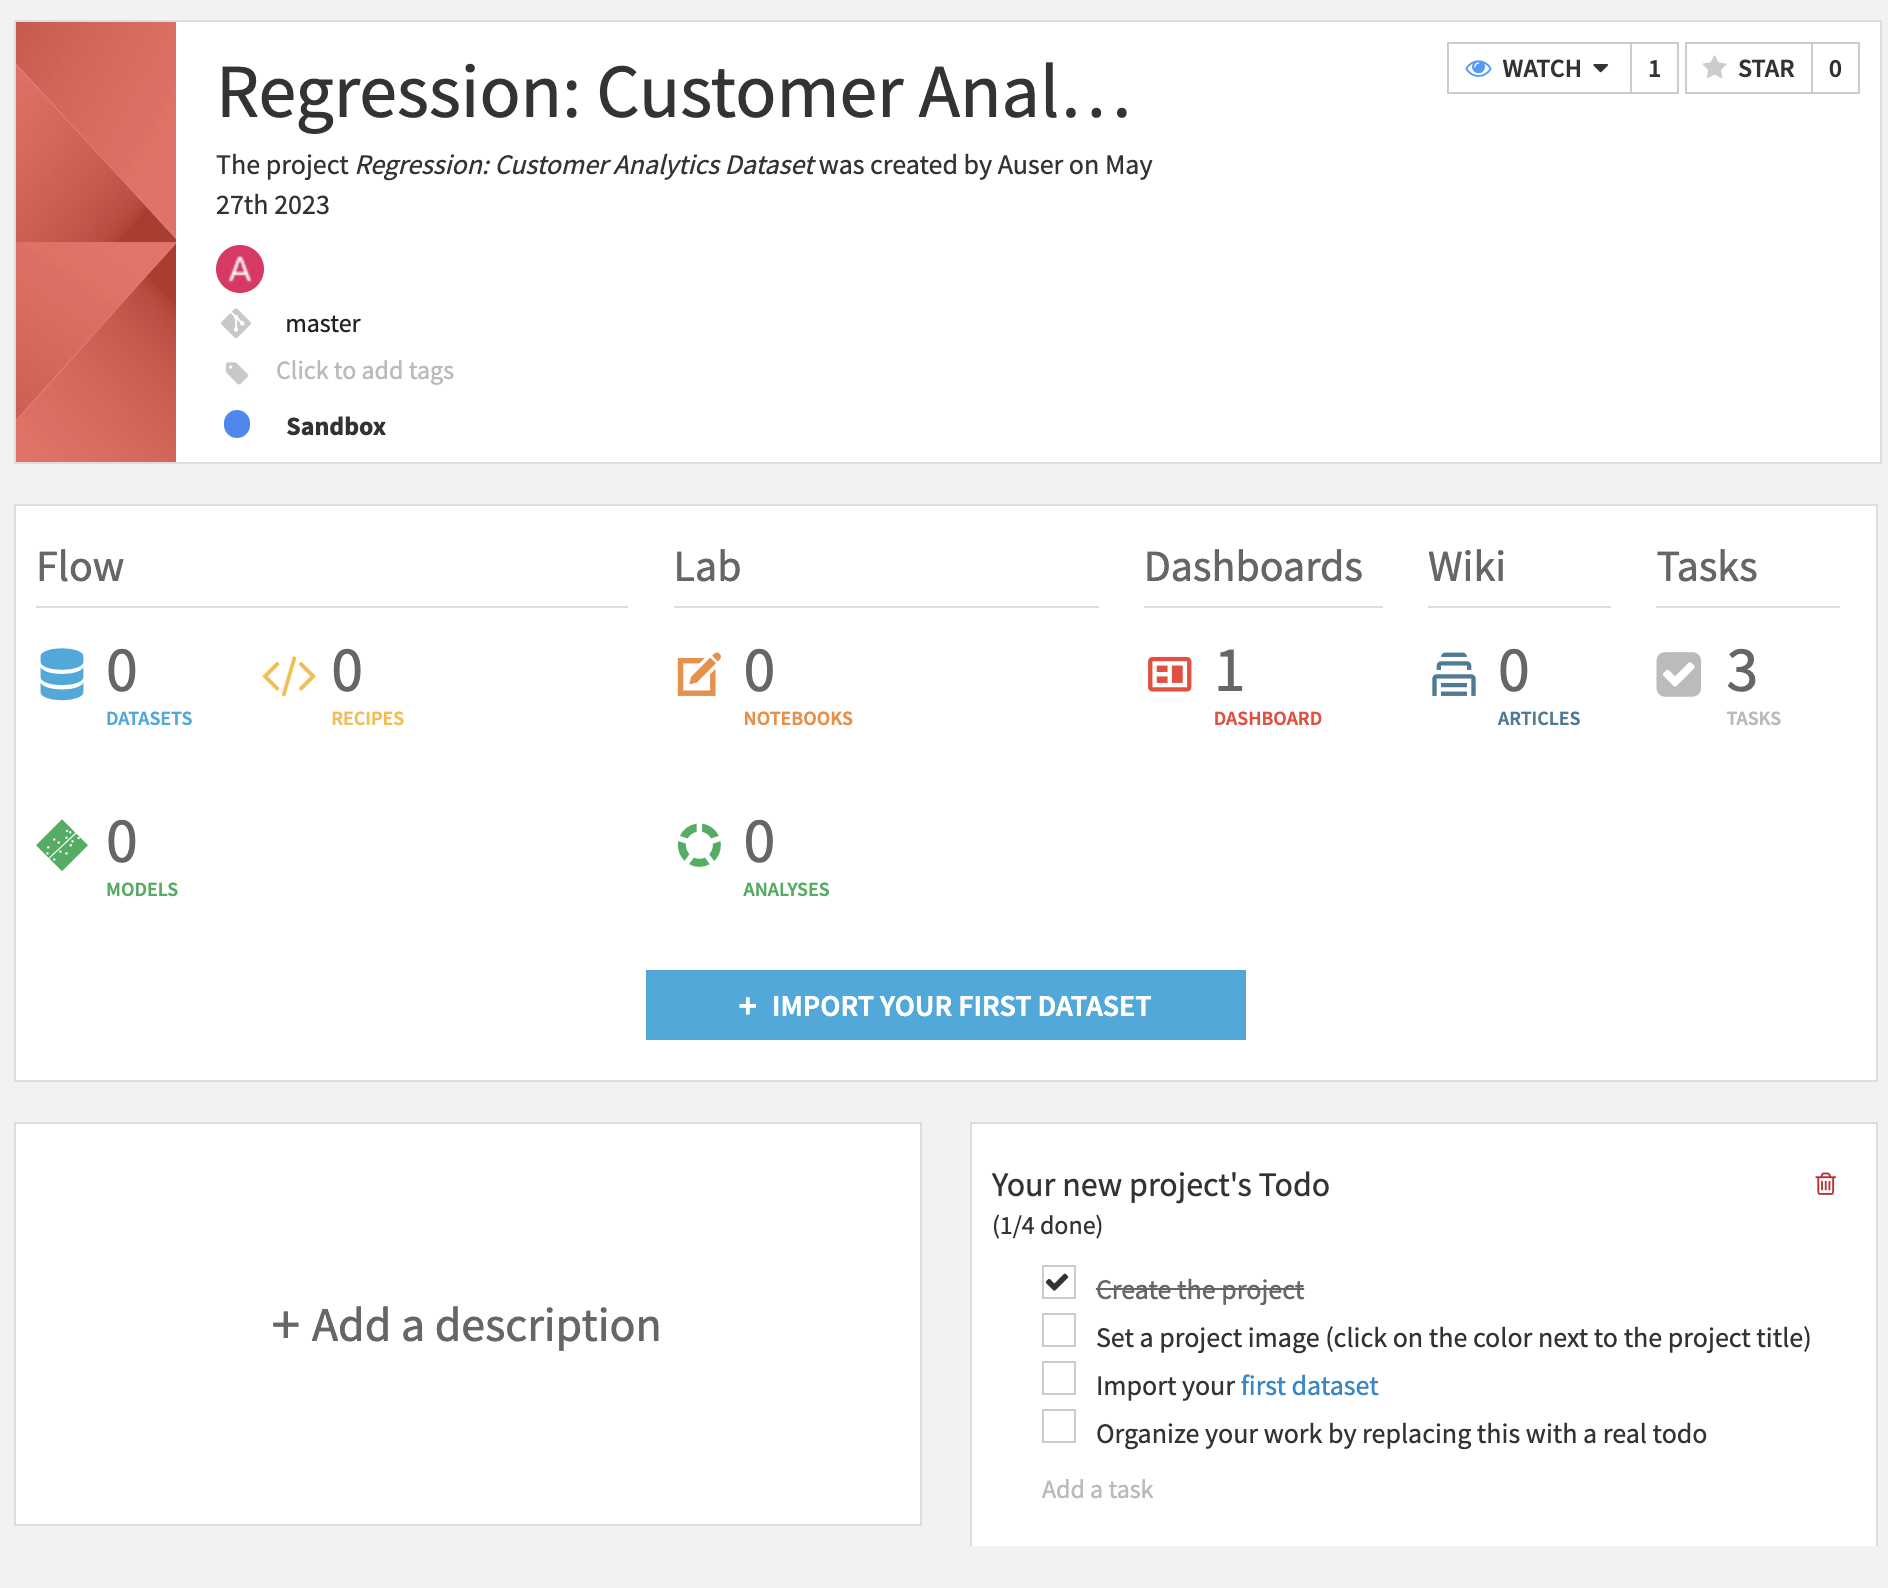 Regression: Customer Anal…
WATCH 1 STAR 0
The project Regression: Customer Analytics Dataset was created by Auser on May
27th 2023
A
master
Click to add tags
Sandbox
Flow
0
DATASETS
0
RECIPES
0
MODELS
Lab
0
NOTEBOOKS
0
ANALYSES
Dashboards
1
DASHBOARD
Wiki
0
ARTICLES
Tasks
3
TASKS
+ IMPORT YOUR FIRST DATASET
+ Add a description
Your new project's Todo
(1/4 done)
Create the project
Set a project image (click on the color next to the project title)
Import your first dataset
Organize your work by replacing this with a real todo
Add a task